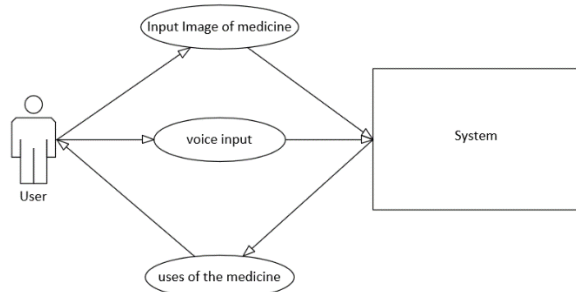 Input Image of medicine
voice input
System
User
uses of the medicine